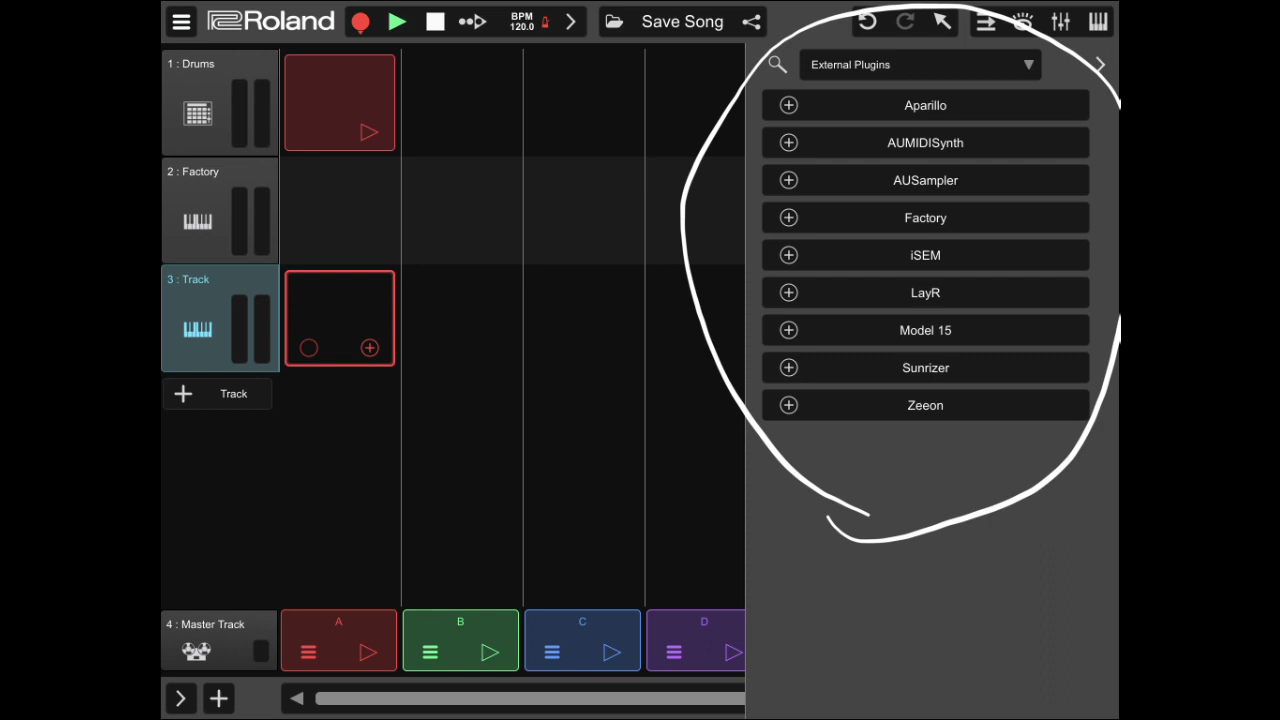 Roland
BPM
120.0
Save Song
External Plugins
1 : Drums
Aparillo
AUMIDISynth
2 : Factory
AUSampler
Factory
iSEM
3 : Track
LayR
Model 15
Sunrizer
Track
Zeeon
4 : Master Track
A
B
C
D